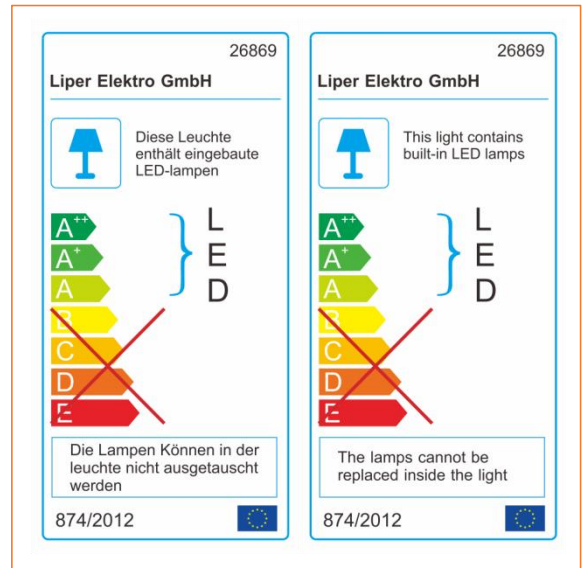 26869
Liper Elektro GmbH
Diese Leuchte
enthält eingebaute
LED-lampen
A++
A+
A
B
C
D
E
L
E
D
Die Lampen Können in der
leuchte nicht ausgetauscht
werden
874/2012
26869
Liper Elektro GmbH
This light contains
built-in LED lamps
A++
A+
A
B
C
D
E
L
E
D
The lamps cannot be
replaced inside the light
874/2012